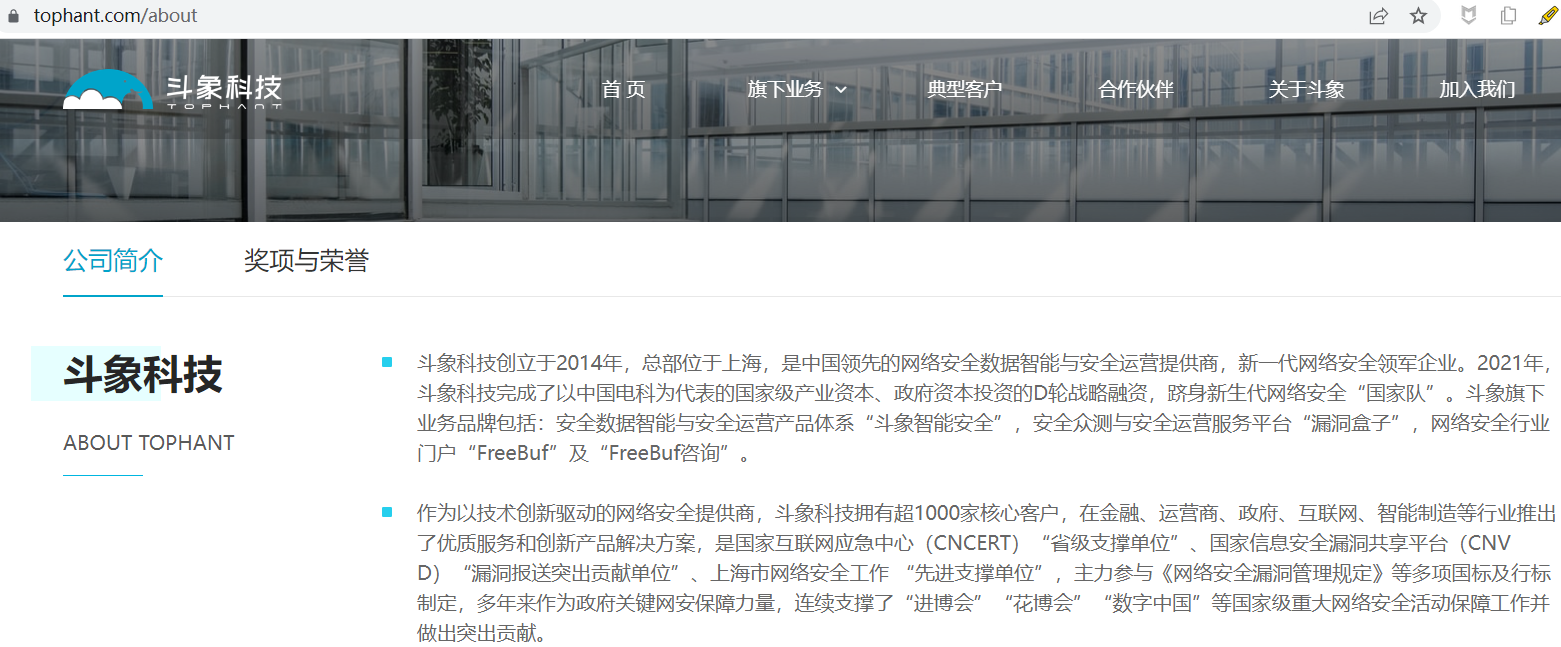 tophant.com/about
斗象科技
TOPHANT
首 页
旗下业务
典型客户
合作伙伴
关于斗象
加入我们
公司简介
奖项与荣誉
斗象科技
ABOUT TOPHANT
斗象科技创立于2014年，总部位于上海，是中国领先的网络安全数据智能与安全运营提供商，新一代网络安全领军企业。2021年，
斗象科技完成了以中国电科为代表的国家级产业资本、政府资本投资的D轮战略融资，跻身新生代网络安全“国家队”。斗象旗下
业务品牌包括：安全数据智能与安全运营产品体系“斗象智能安全”，安全众测与安全运营服务平台“漏洞盒子”，网络安全行业
门户“FreeBuf”及“FreeBuf咨询”。
作为以技术创新驱动的网络安全提供商，斗象科技拥有超1000家核心客户，在金融、运营商、政府、互联网、智能制造等行业推出
了优质服务和创新产品解决方案，是国家互联网应急中心（CNCERT）“省级支撑单位”、国家信息安全漏洞共享平台（CNV
D）“漏洞报送突出贡献单位”、上海市网络安全工作 “先进支撑单位”，主力参与《网络安全漏洞管理规定》等多项国标及行标
制定，多年来作为政府关键网安保障力量，连续支撑了“进博会” “花博会” “数字中国”等国家级重大网络安全活动保障工作并
做出突出贡献。